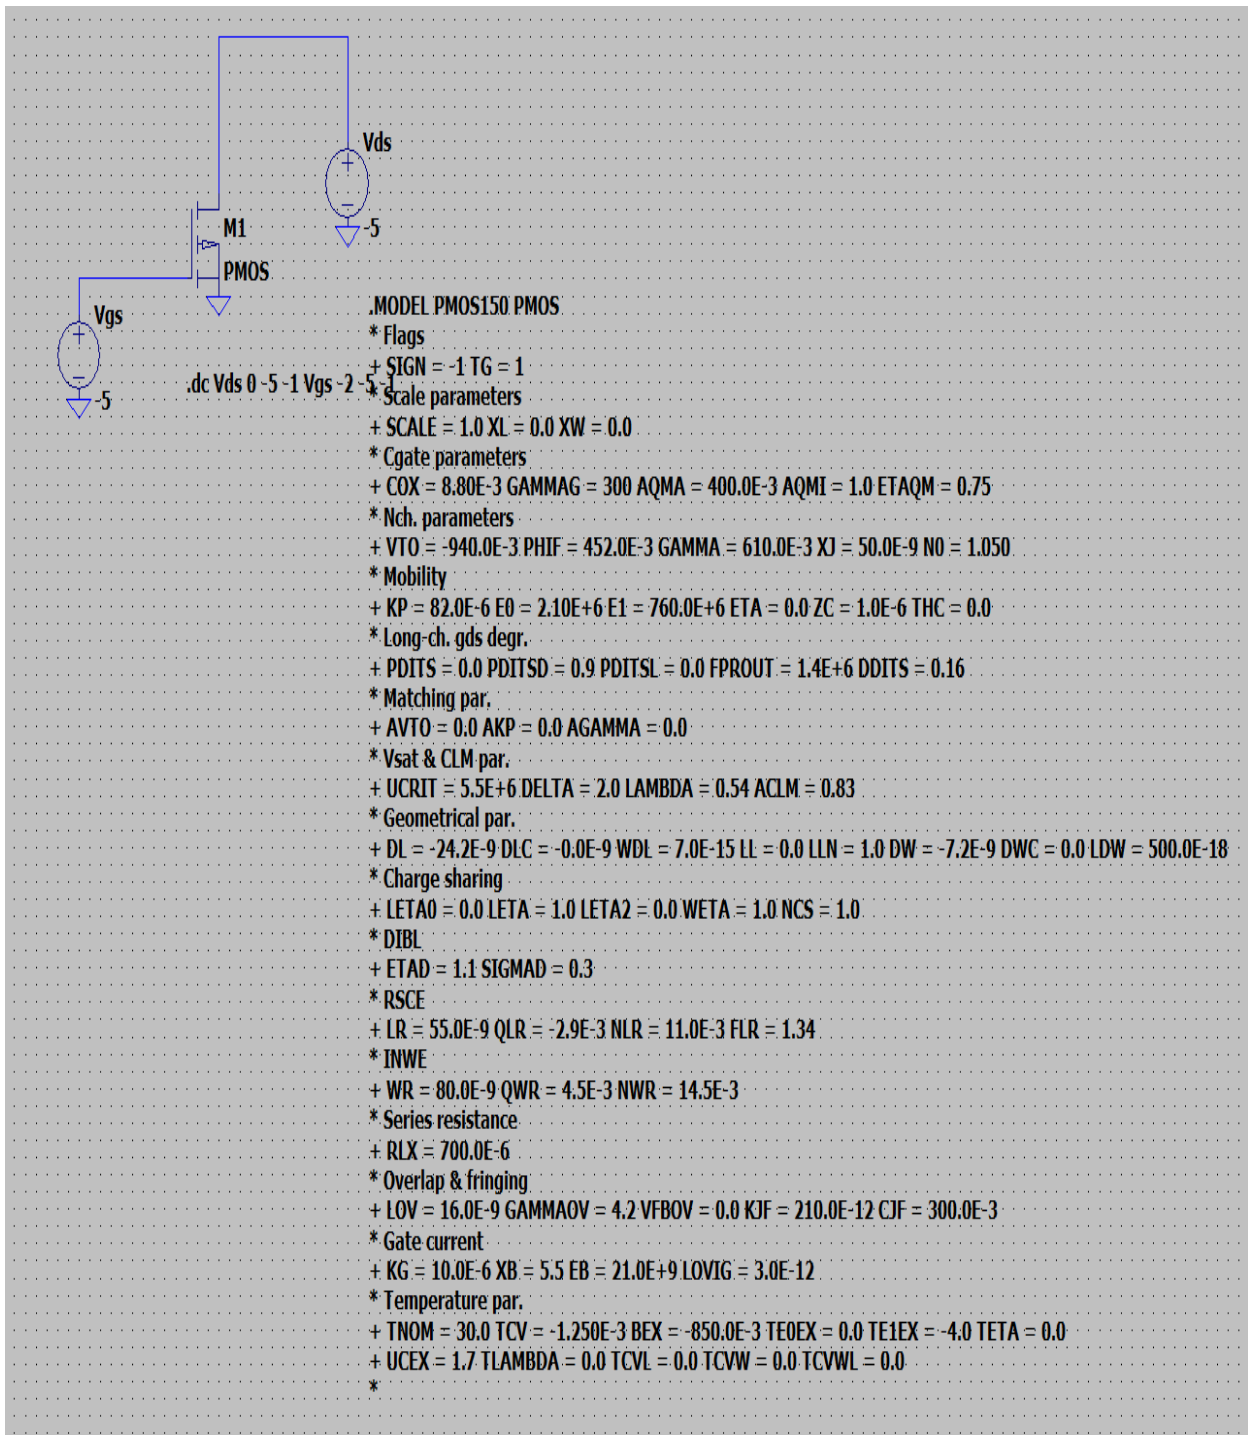 Vds
-5
M1
PMOS
Vgs
-5
.dc Vds 0 -5 -1 Vgs -2 -5 -1
.MODEL PMOS150 PMOS
* Flags
+ SIGN = -1 TG = 1
* Scale parameters
+ SCALE = 1.0 XL = 0.0 XW = 0.0
* Cgate parameters
+ COX = 8.80E-3 GAMMAG = 300 AQMA = 400.0E-3 AQMI = 1.0 ETAQM = 0.75
* Nch. parameters
+ VTO = -940.0E-3 PHIF = 452.0E-3 GAMMA = 610.0E-3 XJ = 50.0E-9 N0 = 1.050
* Mobility
+ KP = 82.0E-6 E0 = 2.10E+6 E1 = 760.0E+6 ETA = 0.0 ZC = 1.0E-6 THC = 0.0
* Long-ch. gds degr.
+ PDITS = 0.0 PDITSD = 0.9 PDITSL = 0.0 FPROUT = 1.4E+6 DDITS = 0.16
* Matching par.
+ AVTO = 0.0 AKP = 0.0 AGAMMA = 0.0
* Vsat & CLM par.
+ UCRIT = 5.5E+6 DELTA = 2.0 LAMBDA = 0.54 ACLM = 0.83
* Geometrical par.
+ DL = -24.2E-9 DLC = -0.0E-9 WDL = 7.0E-15 LL = 0.0 LLN = 1.0 DW = -7.2E-9 DWC = 0.0 LDW = 500.0E-18
* Charge sharing
+ LETA0 = 0.0 LETA = 1.0 LETA2 = 0.0 WETA = 1.0 NCS = 1.0
* DIBL
+ ETAD = 1.1 SIGMAD = 0.3
* RSCE
+ LR = 55.0E-9 QLR = -2.9E-3 NLR = 11.0E-3 FLR = 1.34
* INWE
+ WR = 80.0E-9 QWR = 4.5E-3 NWR = 14.5E-3
* Series resistance
+ RLX = 700.0E-6
* Overlap & fringing
+ LOV = 16.0E-9 GAMMAOV = 4.2 VFBOV = 0.0 KJF = 210.0E-12 CJF = 300.0E-3
* Gate current
+ KG = 10.0E-6 XB = 5.5 EB = 21.0E+9 LOVIG = 3.0E-12
* Temperature par.
+ TNOM = 30.0 TCV = -1.250E-3 BEX = -850.0E-3 TE0EX = 0.0 TE1EX = -4.0 TETA = 0.0
+ UCEX = 1.7 TLAMBDA = 0.0 TCVL = 0.0 TCVW = 0.0 TCVWL = 0.0
*